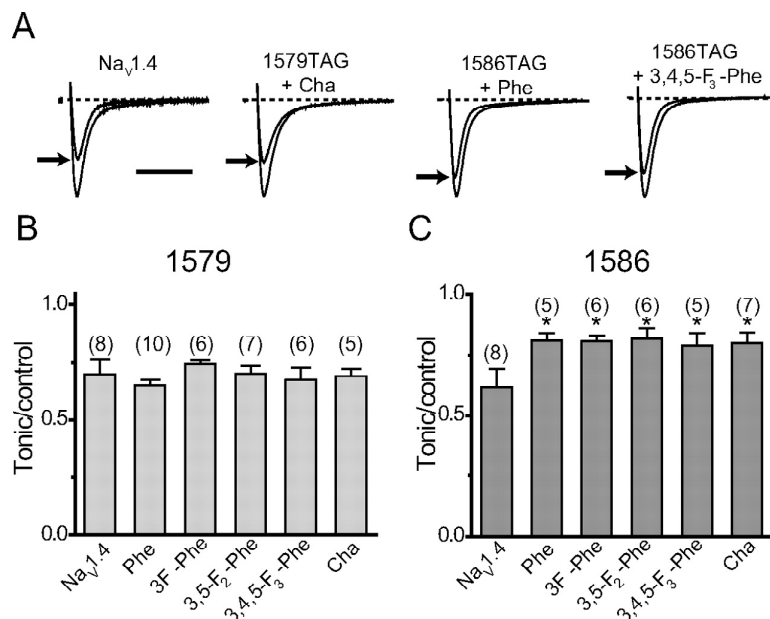 A
Naᵥ1.4
1579TAG
+ Cha
1586TAG
+ Phe
1586TAG
+ 3,4,5-F₃-Phe
B
1579
Tonic/control
1.0
0.5
0.0
(8)
(10)
(6)
(7)
(6)
(5)
Naᵥ1.4
Phe
3F-Phe
3,5-F₂-Phe
3,4,5-F₃-Phe
Cha
C
1586
Tonic/control
1.0
0.5
0.0
(8)
(5)
*
(6)
*
(6)
*
(5)
*
(7)
*
Naᵥ1.4
Phe
3F-Phe
3,5-F₂-Phe
3,4,5-F₃-Phe
Cha